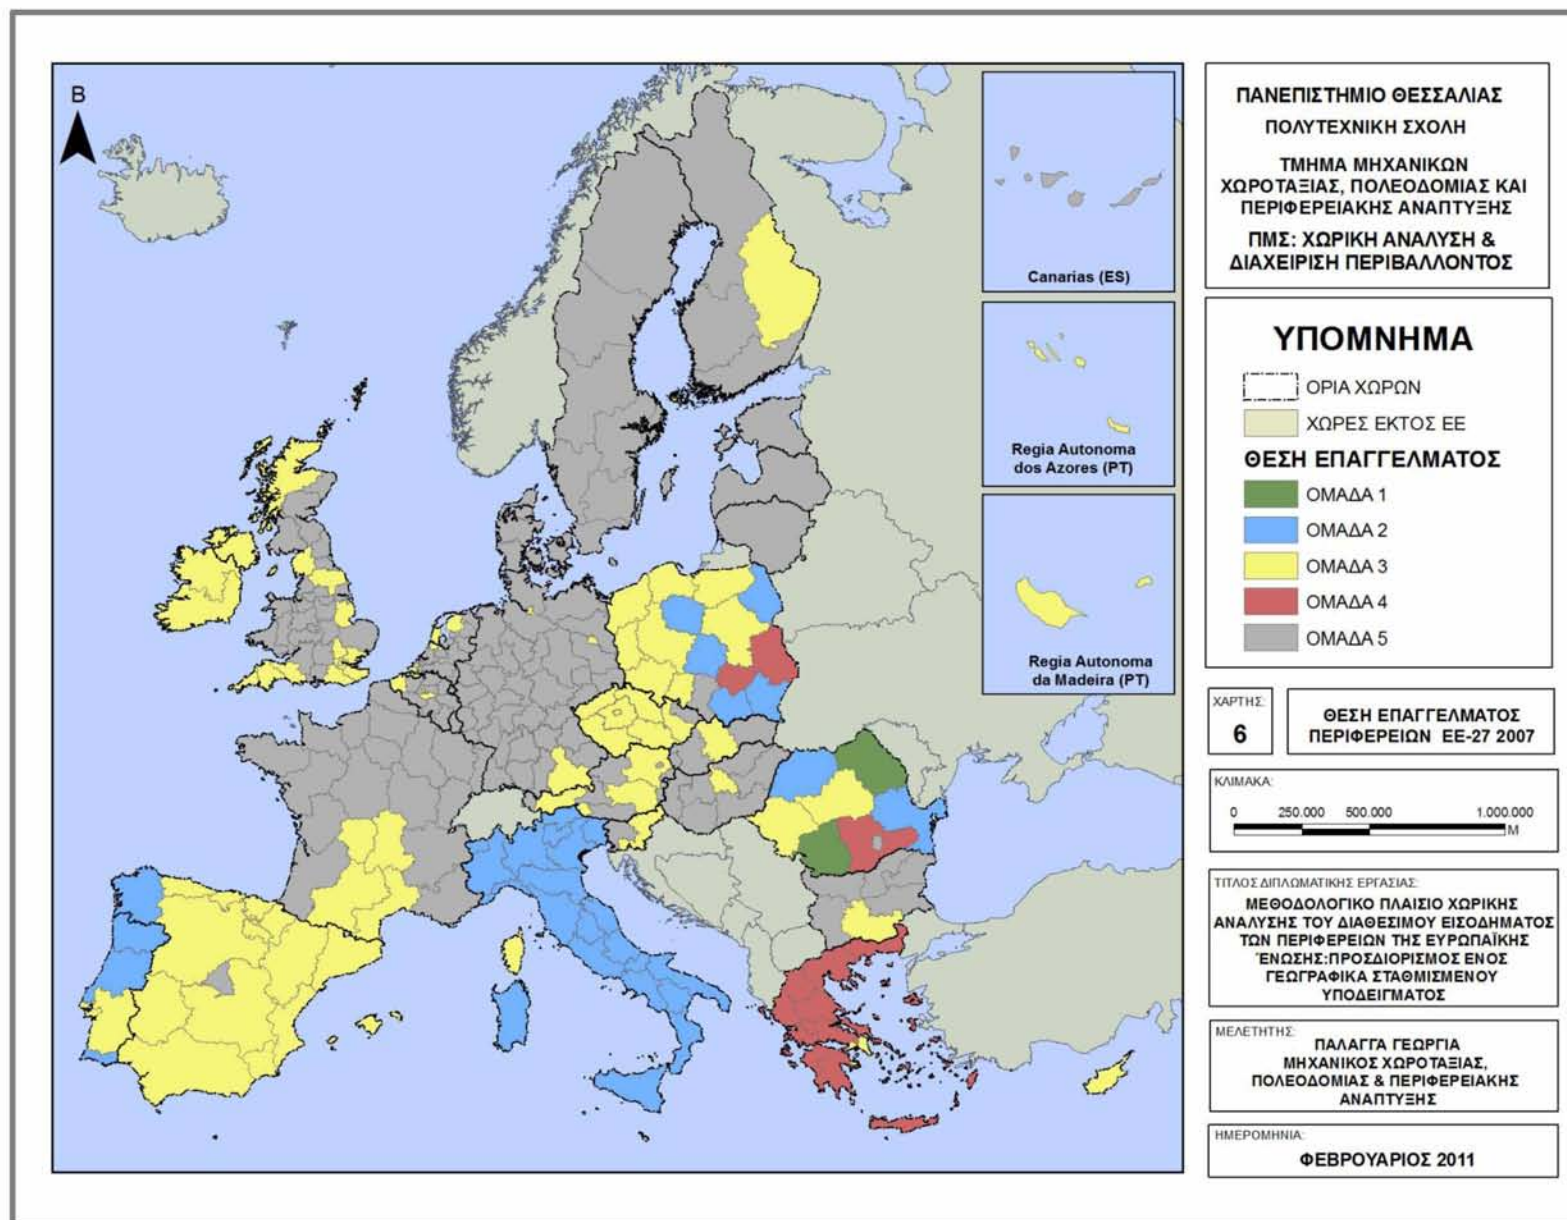 B
Canarias (ES)
Regia Autonoma
dos Azores (PT)
Regia Autonoma
da Madeira (PT)
ΠΑΝΕΠΙΣΤΗΜΙΟ ΘΕΣΣΑΛΙΑΣ
ΠΟΛΥΤΕΧΝΙΚΗ ΣΧΟΛΗ
ΤΜΗΜΑ ΜΗΧΑΝΙΚΩΝ
ΧΩΡΟΤΑΞΙΑΣ, ΠΟΛΕΟΔΟΜΙΑΣ ΚΑΙ
ΠΕΡΙΦΕΡΕΙΑΚΗΣ ΑΝΑΠΤΥΞΗΣ
ΠΜΣ: ΧΩΡΙΚΗ ΑΝΑΛΥΣΗ &
ΔΙΑΧΕΙΡΙΣΗ ΠΕΡΙΒΑΛΛΟΝΤΟΣ
ΥΠΟΜΝΗΜΑ
ΟΡΙΑ ΧΩΡΩΝ
ΧΩΡΕΣ ΕΚΤΟΣ ΕΕ
ΘΕΣΗ ΕΠΑΓΓΕΛΜΑΤΟΣ
ΟΜΑΔΑ 1
ΟΜΑΔΑ 2
ΟΜΑΔΑ 3
ΟΜΑΔΑ 4
ΟΜΑΔΑ 5
ΧΑΡΤΗΣ:
6
ΘΕΣΗ ΕΠΑΓΓΕΛΜΑΤΟΣ
ΠΕΡΙΦΕΡΕΙΩΝ ΕΕ-27 2007
ΚΛΙΜΑΚΑ:
0 250.000 500.000 1.000.000
M
ΤΙΤΛΟΣ ΔΙΠΛΩΜΑΤΙΚΗΣ ΕΡΓΑΣΙΑΣ:
ΜΕΘΟΔΟΛΟΓΙΚΟ ΠΛΑΙΣΙΟ ΧΩΡΙΚΗΣ
ΑΝΑΛΥΣΗΣ ΤΟΥ ΔΙΑΘΕΣΙΜΟΥ ΕΙΣΟΔΗΜΑΤΟΣ
ΤΩΝ ΠΕΡΙΦΕΡΕΙΩΝ ΤΗΣ ΕΥΡΩΠΑΪΚΗΣ
ΈΝΩΣΗΣ:ΠΡΟΣΔΙΟΡΙΣΜΟΣ ΕΝΟΣ
ΓΕΩΓΡΑΦΙΚΑ ΣΤΑΘΜΙΣΜΕΝΟΥ
ΥΠΟΔΕΙΓΜΑΤΟΣ
ΜΕΛΕΤΗΤΗΣ:
ΠΑΛΑΓΓΑ ΓΕΩΡΓΙΑ
ΜΗΧΑΝΙΚΟΣ ΧΩΡΟΤΑΞΙΑΣ,
ΠΟΛΕΟΔΟΜΙΑΣ & ΠΕΡΙΦΕΡΕΙΑΚΗΣ
ΑΝΑΠΤΥΞΗΣ
ΗΜΕΡΟΜΗΝΙΑ:
ΦΕΒΡΟΥΑΡΙΟΣ 2011